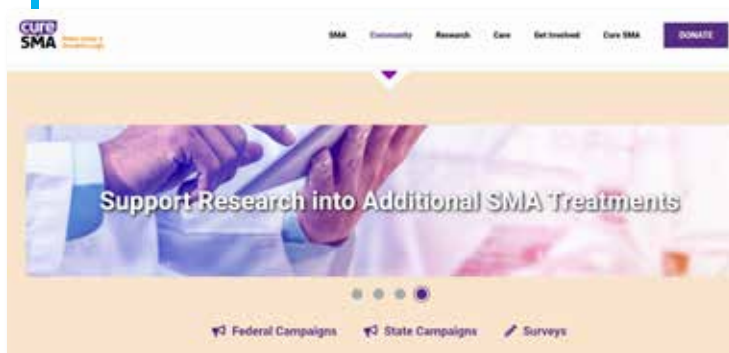 cure
SMA
SMA Community Research Care Get Involved Cure SMA DONATE
Support Research into Additional SMA Treatments
Federal Campaigns State Campaigns Surveys